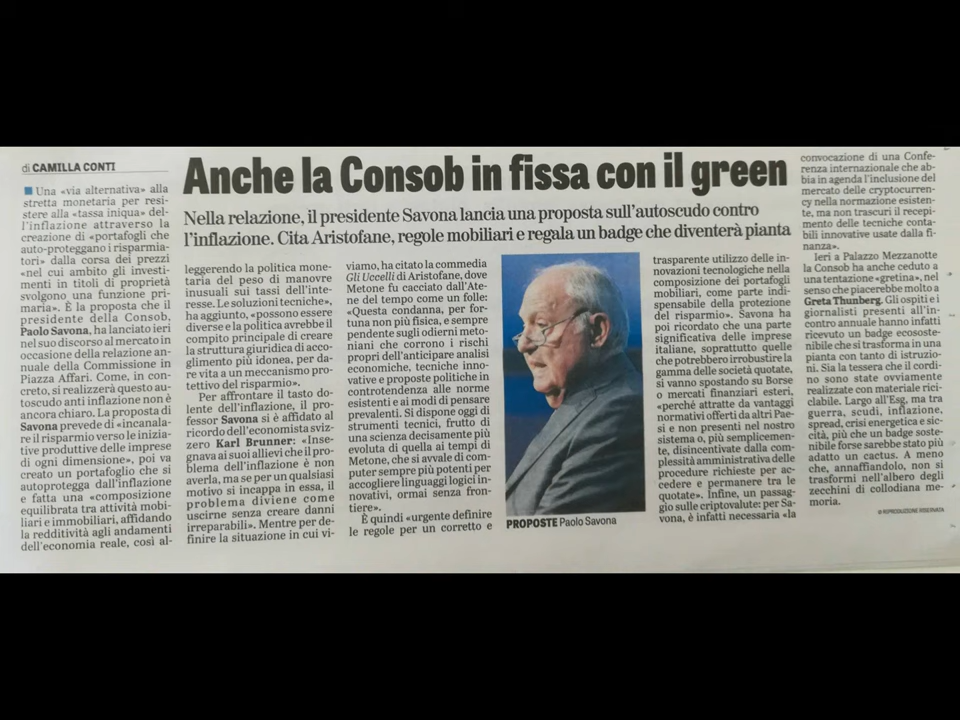 di CAMILLA CONTI
Anche la Consob in fissa con il green
Nella relazione, il presidente Savona lancia una proposta sull'autoscudo contro
l'inflazione. Cita Aristofane, regole mobiliari e regala un badge che diventerà pianta
Una «via alternativa» alla
stretta monetaria per resi-
stere alla «tassa iniqua» del-
l'inflazione attraverso la
creazione di «portafogli che
auto-proteggano i risparmia-
tori» dalla corsa dei prezzi
«nel cui ambito gli investi-
menti in titoli di proprietà
svolgono una funzione pri-
maria». È la proposta che il
presidente della Consob,
Paolo Savona, ha lanciato ieri
nel suo discorso al mercato in
occasione della relazione an-
nuale della Commissione in
Piazza Affari. Come, in con-
creto, si realizzerà questo au-
toscudo anti inflazione non è
ancora chiaro. La proposta di
Savona prevede di «incanala-
re il risparmio verso le inizia-
tive produttive delle imprese
di ogni dimensione», poi va
creato un portafoglio che si
autoprotegga dall'inflazione
e fatta una «composizione
equilibrata tra attività mobi-
liari e immobiliari, affidando
la redditività agli andamenti
dell'economia reale, così al-
leggerendo la politica mone-
taria del peso di manovre
inusuali sui tassi dell'inte-
resse. Le soluzioni tecniche»,
ha aggiunto, «possono essere
diverse e la politica avrebbe il
compito principale di creare
la struttura giuridica di acco-
glimento più idonea, per da-
re vita a un meccanismo pro-
tettivo del risparmio».
Per affrontare il tasto do-
lente dell'inflazione, il pro-
fessor Savona si è affidato al
ricordo dell'economista sviz-
zero Karl Brunner: «Inse-
gnava ai suoi allievi che il pro-
blema dell'inflazione è non
averla, ma se per un qualsiasi
motivo si incappa in essa, il
problema diviene come
uscirne senza creare danni
irreparabili». Mentre per de-
finire la situazione in cui vi-
viamo, ha citato la commedia
Gli Uccelli di Aristofane, dove
Metone fu cacciato dall'Ate-
ne del tempo come un folle:
«Questa condanna, per for-
tuna non più fisica, è sempre
pendente sugli odierni meto-
niani che corrono i rischi
propri dell'anticipare analisi
economiche, tecniche inno-
vative e proposte politiche in
controtendenza alle norme
esistenti e ai modi di pensare
prevalenti. Si dispone oggi di
strumenti tecnici, frutto di
una scienza decisamente più
evoluta di quella ai tempi di
Metone, che si avvale di com-
puter sempre più potenti per
accogliere linguaggi logici in-
novativi, ormai senza fron-
tiere».
È quindi «urgente definire
le regole per un corretto e
PROPOSTE Paolo Savona
trasparente utilizzo delle in-
novazioni tecnologiche nella
composizione dei portafogli
mobiliari, come parte indi-
spensabile della protezione
del risparmio». Savona ha
poi ricordato che una parte
significativa delle imprese
italiane, soprattutto quelle
che potrebbero irrobustire la
gamma delle società quotate,
si vanno spostando su Borse
o mercati finanziari esteri,
«perché attratte da vantaggi
normativi offerti da altri Pae-
si e non presenti nel nostro
sistema o, più semplicemen-
te, disincentivate dalla com-
plessità amministrativa delle
procedure richieste per ac-
cedere e permanere tra le
quotate». Infine, un passag-
gio sulle criptovalute: per Sa-
vona, è infatti necessaria «la
convocazione di una Confe-
renza internazionale che ab-
bia in agenda l'inclusione del
mercato delle cryptocurren-
cy nella normazione esisten-
te, ma non trascuri il recepi-
mento delle tecniche conta-
bili innovative usate dalla fi-
nanza».
Ieri a Palazzo Mezzanotte
la Consob ha anche ceduto a
una tentazione «gretina», nel
senso che piacerebbe molto a
Greta Thunberg. Gli ospiti e i
giornalisti presenti all'in-
contro annuale hanno infatti
ricevuto un badge ecososte-
nibile che si trasforma in una
pianta con tanto di istruzio-
ni. Sia la tessera che il cordi-
no sono state ovviamente
realizzate con materiale rici-
clabile. Largo all'Esg, ma tra
guerra, scudi, inflazione,
spread, crisi energetica e sic-
cità, più che un badge soste-
nibile forse sarebbe stato più
adatto un cactus. A meno
che, annaffiandolo, non si
trasformi nell'albero degli
zecchini di collodiana me-
moria.
© RIPRODUZIONE RISERVATA